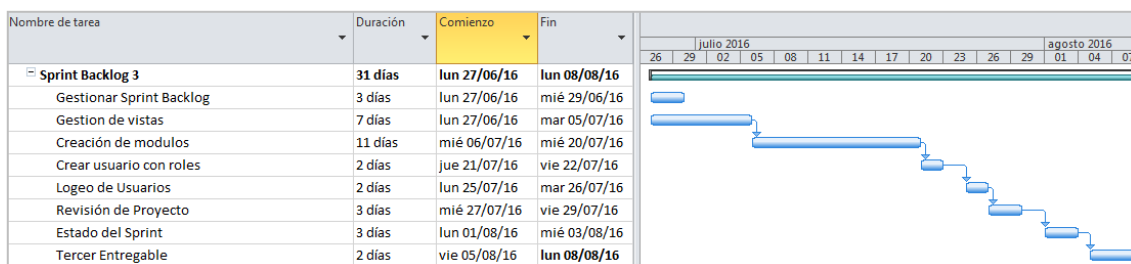 Nombre de tarea Duración Comienzo Fin
julio 2016 agosto 2016
26 29 02 05 08 11 14 17 20 23 26 29 01 04 07
Sprint Backlog 3 31 días lun 27/06/16 lun 08/08/16
Gestionar Sprint Backlog 3 días lun 27/06/16 mié 29/06/16
Gestion de vistas 7 días lun 27/06/16 mar 05/07/16
Creación de modulos 11 días mié 06/07/16 mié 20/07/16
Crear usuario con roles 2 días jue 21/07/16 vie 22/07/16
Logeo de Usuarios 2 días lun 25/07/16 mar 26/07/16
Revisión de Proyecto 3 días mié 27/07/16 vie 29/07/16
Estado del Sprint 3 días lun 01/08/16 mié 03/08/16
Tercer Entregable 2 días vie 05/08/16 lun 08/08/16